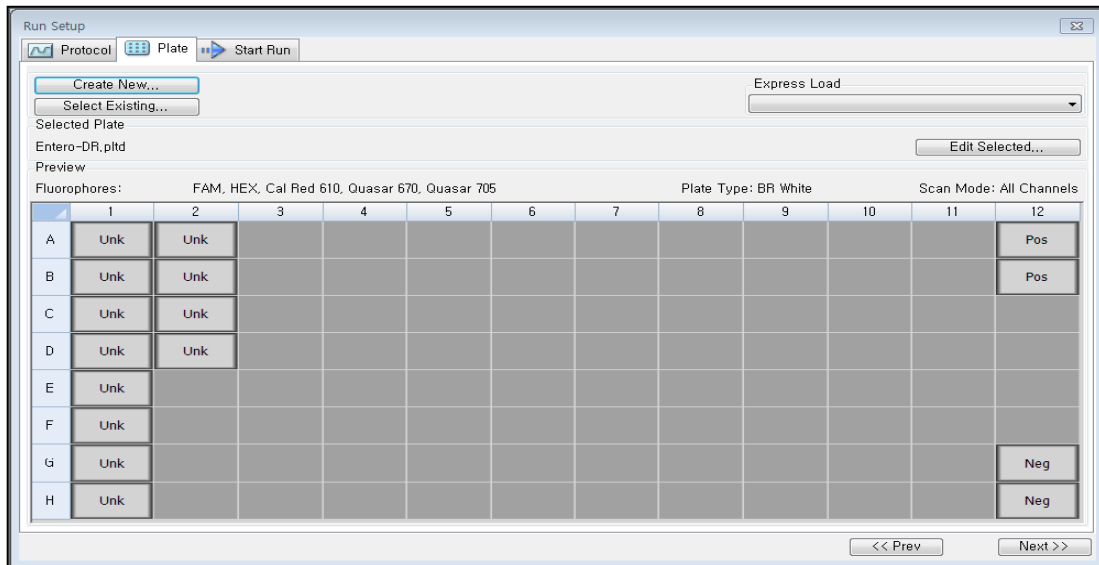 Run Setup
Protocol Plate Start Run
Create New...
Express Load
Select Existing...
Selected Plate
Entero-DR.pltd
Edit Selected...
Preview
Fluorophores: FAM, HEX, Cal Red 610, Quasar 670, Quasar 705 Plate Type: BR White Scan Mode: All Channels
1 2 3 4 5 6 7 8 9 10 11 12
A Unk Unk Pos
B Unk Unk Pos
C Unk Unk
D Unk Unk
E Unk
F Unk
G Unk Neg
H Unk Neg
<< Prev Next >>